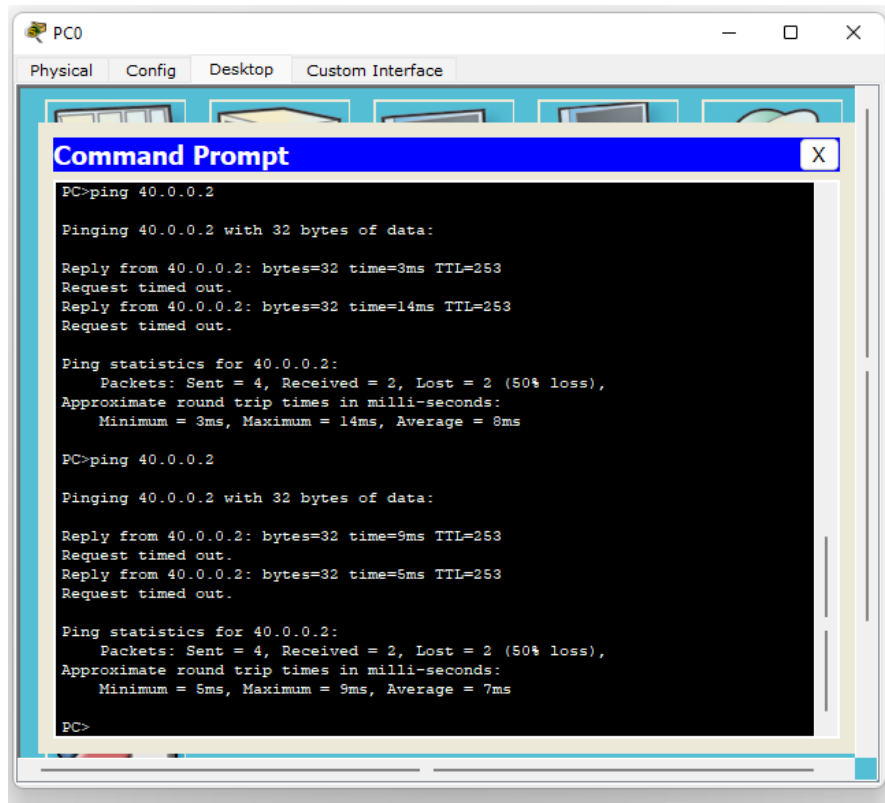 PC0
Physical Config Desktop Custom Interface
Command Prompt X
PC>ping 40.0.0.2
Pinging 40.0.0.2 with 32 bytes of data:
Reply from 40.0.0.2: bytes=32 time=3ms TTL=253
Request timed out.
Reply from 40.0.0.2: bytes=32 time=14ms TTL=253
Request timed out.
Ping statistics for 40.0.0.2:
Packets: Sent = 4, Received = 2, Lost = 2 (50% loss),
Approximate round trip times in milli-seconds:
Minimum = 3ms, Maximum = 14ms, Average = 8ms
PC>ping 40.0.0.2
Pinging 40.0.0.2 with 32 bytes of data:
Reply from 40.0.0.2: bytes=32 time=9ms TTL=253
Request timed out.
Reply from 40.0.0.2: bytes=32 time=5ms TTL=253
Request timed out.
Ping statistics for 40.0.0.2:
Packets: Sent = 4, Received = 2, Lost = 2 (50% loss),
Approximate round trip times in milli-seconds:
Minimum = 5ms, Maximum = 9ms, Average = 7ms
PC>